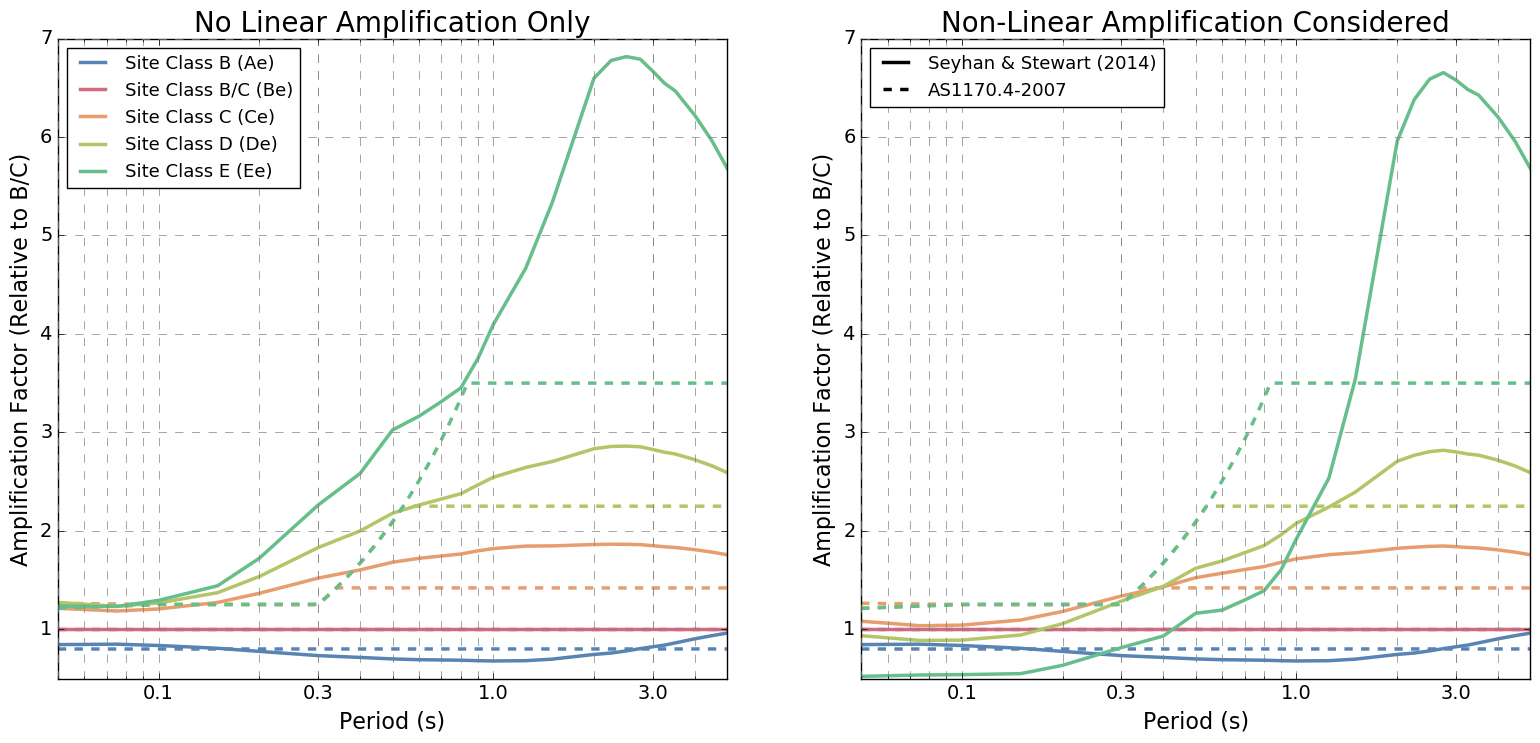 No Linear Amplification Only
Amplification Factor (Relative to B/C)
7
6
5
4
3
2
1
Site Class B (Ae)
Site Class B/C (Be)
Site Class C (Ce)
Site Class D (De)
Site Class E (Ee)
0.1
0.3
1.0
3.0
Period (s)
Non-Linear Amplification Considered
Amplification Factor (Relative to B/C)
7
6
5
4
3
2
1
Seyhan & Stewart (2014)
AS1170.4-2007
0.1
0.3
1.0
3.0
Period (s)